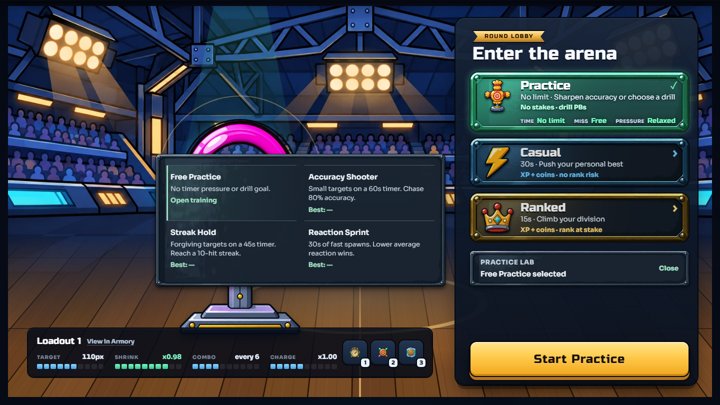 ROUND LOBBY
Enter the arena
Practice
No limit · Sharpen accuracy or choose a drill
No stakes · drill PBs
TIME No limit MISS Free PRESSURE Relaxed
Casual
30s · Push your personal best
XP + coins · no rank risk
Ranked
15s · Climb your division
XP + coins · rank at stake
PRACTICE LAB
Free Practice selected
Close
Start Practice
Free Practice
No timer pressure or drill goal.
Open training
Accuracy Shooter
Small targets on a 60s timer. Chase
80% accuracy.
Best: —
Streak Hold
Forgiving targets on a 45s timer.
Reach a 10-hit streak.
Best: —
Reaction Sprint
30s of fast spawns. Lower average
reaction wins.
Best: —
Loadout 1 View In Armory
TARGET 110px SHRINK x0.98 COMBO every 6 CHARGE x1.00
1 2 3